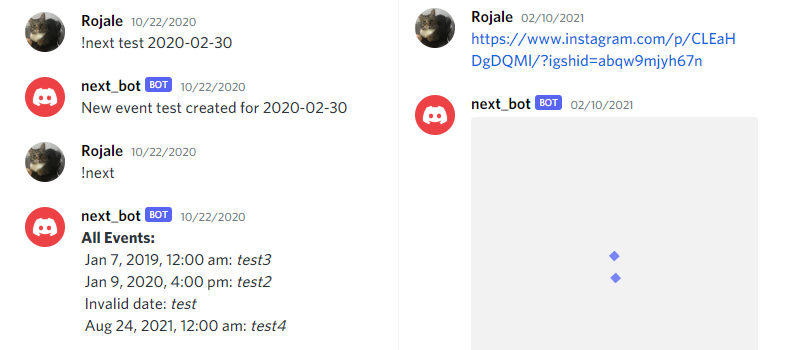 Rojale 10/22/2020
!next test 2020-02-30
next_bot BOT 10/22/2020
New event test created for 2020-02-30
Rojale 10/22/2020
!next
next_bot BOT 10/22/2020
All Events:
Jan 7, 2019, 12:00 am: test3
Jan 9, 2020, 4:00 pm: test2
Invalid date: test
Aug 24, 2021, 12:00 am: test4
Rojale 02/10/2021
https://www.instagram.com/p/CLEaH
DgDQMI/?igshid=abqw9mjyh67n
next_bot BOT 02/10/2021